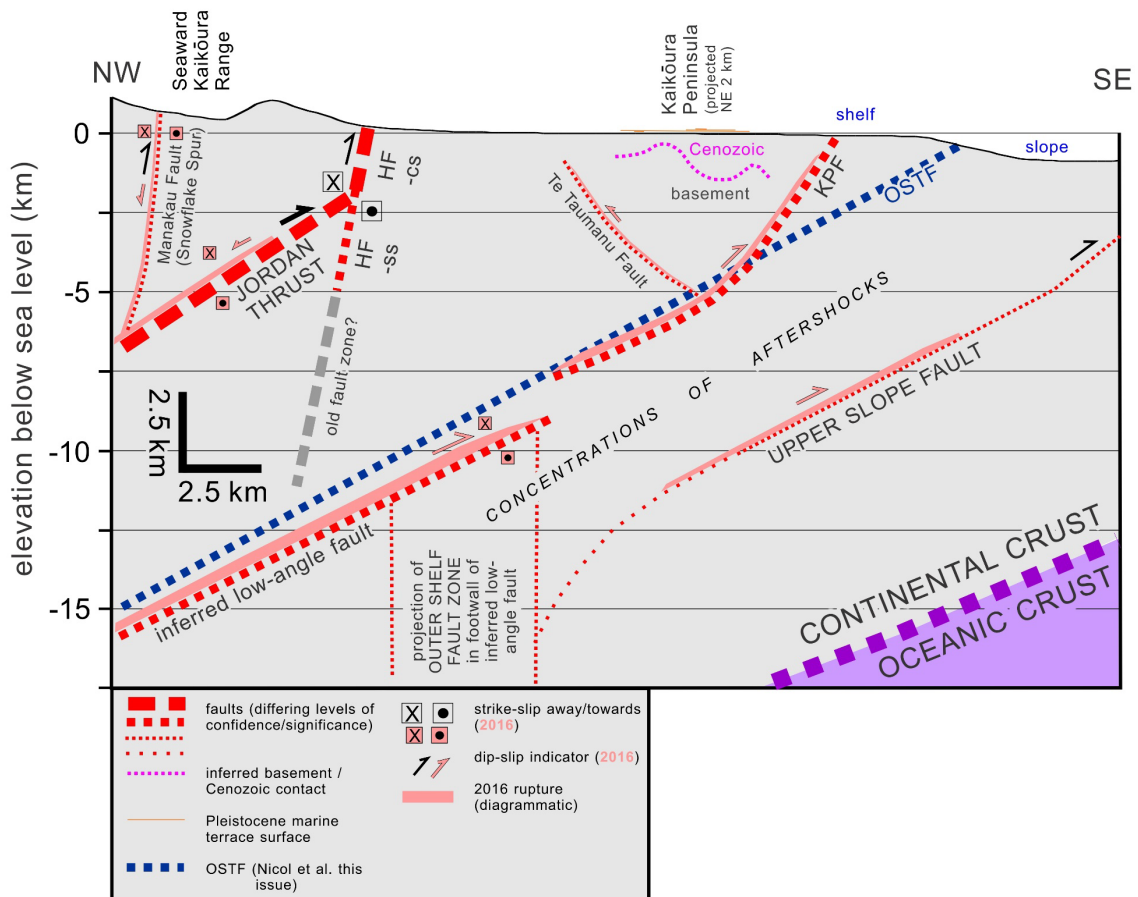 NW
Seaward
Kaikōura
Range
Kaikōura
Peninsula
(projected
NE 2 km)
SE
shelf
slope
elevation below sea level (km)
0
-5
-10
-15
X
X
Manakau Fault
(Snowflake Spur)
HF
-cs
HF
-ss
X
JORDAN
THRUST
old fault zone?
Cenozoic
basement
Te Taumanu Fault
KPF
OSTF
2.5 km
2.5 km
X
CONCENTRATIONS OF AFTERSHOCKS
UPPER SLOPE FAULT
inferred low-angle fault
projection of
OUTER SHELF
FAULT ZONE
in footwall of
inferred low-
angle fault
CONTINENTAL CRUST
OCEANIC CRUST
faults (differing levels of
confidence/significance)
inferred basement /
Cenozoic contact
Pleistocene marine
terrace surface
OSTF (Nicol et al. this
issue)
X
X
strike-slip away/towards
(2016)
dip-slip indicator (2016)
2016 rupture
(diagrammatic)